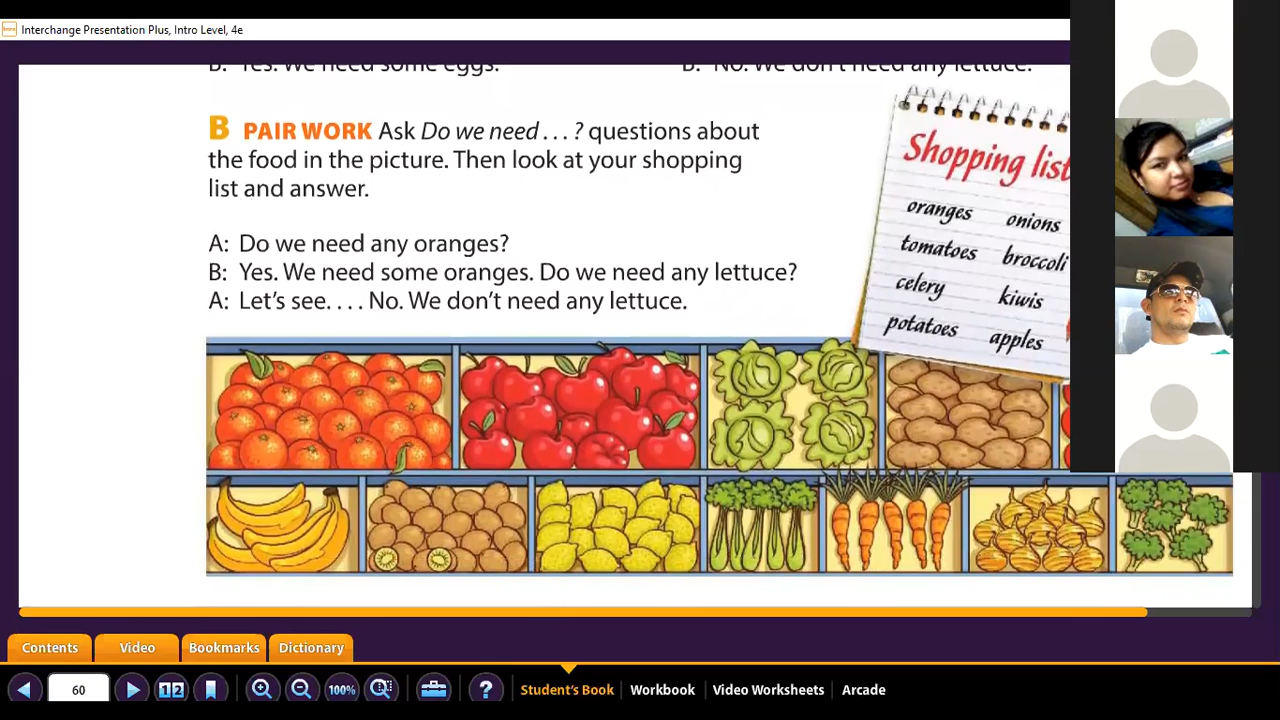 Interchange Presentation Plus, Intro Level, 4e
B: Yes. We need some eggs.
B: No. We don't need any lettuce.
B PAIR WORK Ask Do we need . . . ? questions about
the food in the picture. Then look at your shopping
list and answer.
A: Do we need any oranges?
B: Yes. We need some oranges. Do we need any lettuce?
A: Let's see. . . . No. We don't need any lettuce.
Shopping list
oranges onions
tomatoes broccoli
celery kiwis
potatoes apples
Contents Video Bookmarks Dictionary
60 12 100% ? Student's Book Workbook Video Worksheets Arcade